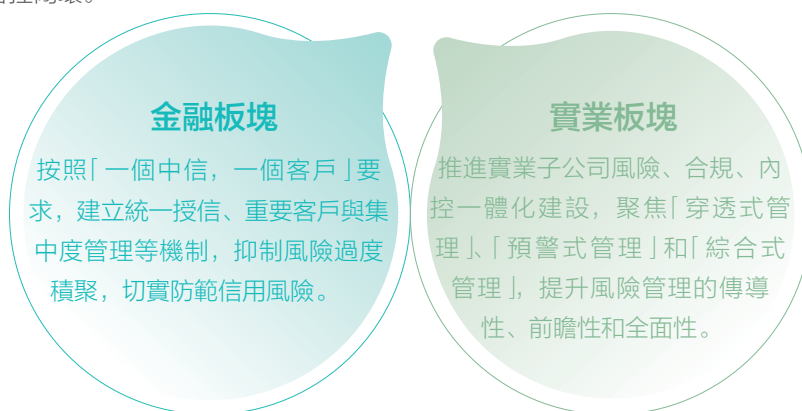 金融板塊
按照「一個中信，一個客戶」要
求，建立統一授信、重要客戶與集
中度管理等機制，抑制風險過度
積聚，切實防範信用風險。
實業板塊
推進實業子公司風險、合規、內
控一體化建設，聚焦「穿透式管
理」、「預警式管理」和「綜合式
管理」，提升風險管理的傳導
性、前瞻性和全面性。